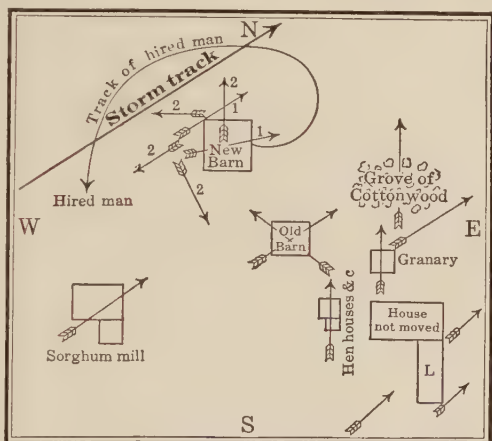 N
Track of hired man
Storm track
2
2
1
2
1
New
Barn
2
Hired man
Grove of
Cottonwood
W
E
Old
Barn
Granary
Hen houses & c
House
not moved
Sorghum mill
L
S